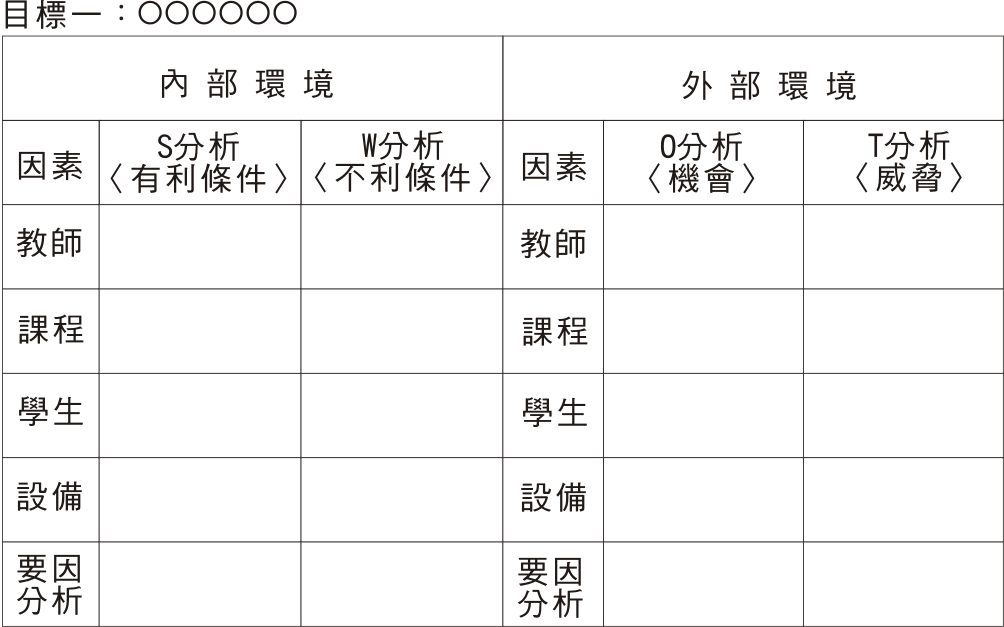 目標一：○○○○○○
內部環境 外部環境
因素 S分析〈有利條件〉 W分析〈不利條件〉 因素 O分析〈機會〉 T分析〈威脅〉
教師 教師
課程 課程
學生 學生
設備 設備
要因分析 要因分析